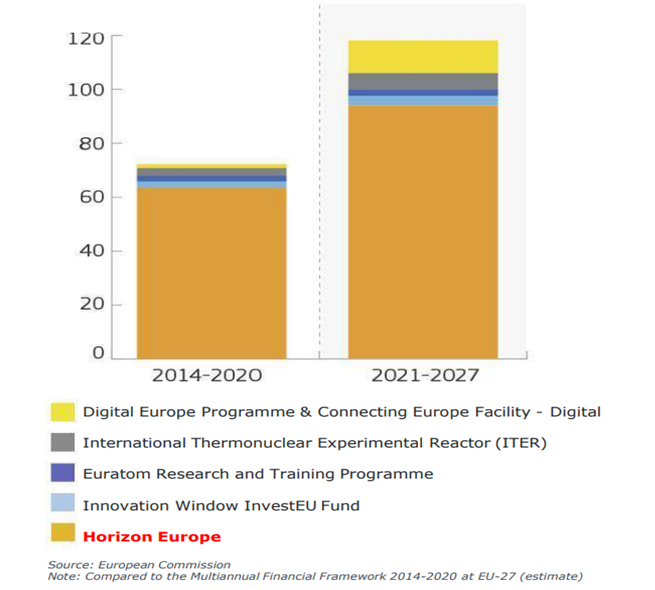 120
100
80
60
40
20
0
2014-2020 2021-2027
Digital Europe Programme & Connecting Europe Facility - Digital
International Thermonuclear Experimental Reactor (ITER)
Euratom Research and Training Programme
Innovation Window InvestEU Fund
Horizon Europe
Source: European Commission
Note: Compared to the Multiannual Financial Framework 2014-2020 at EU-27 (estimate)